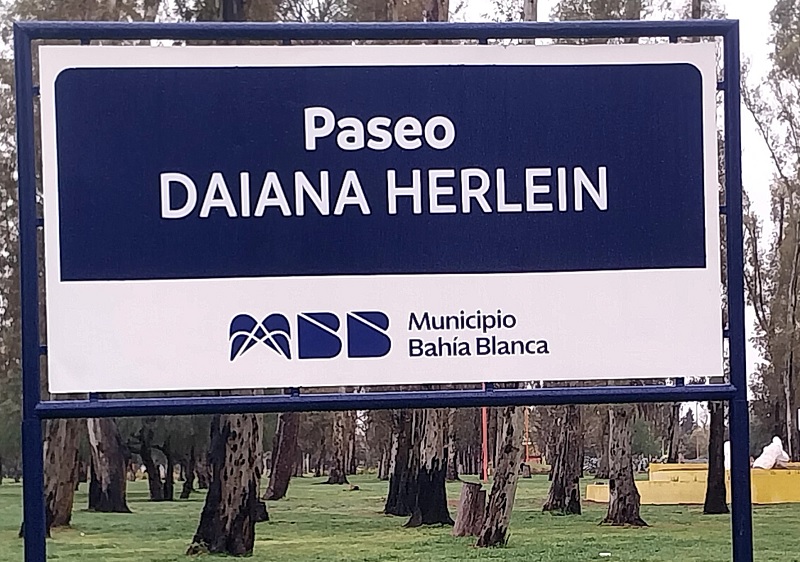 Paseo
DAIANA HERLEIN
MBB
Municipio
Bahía Blanca